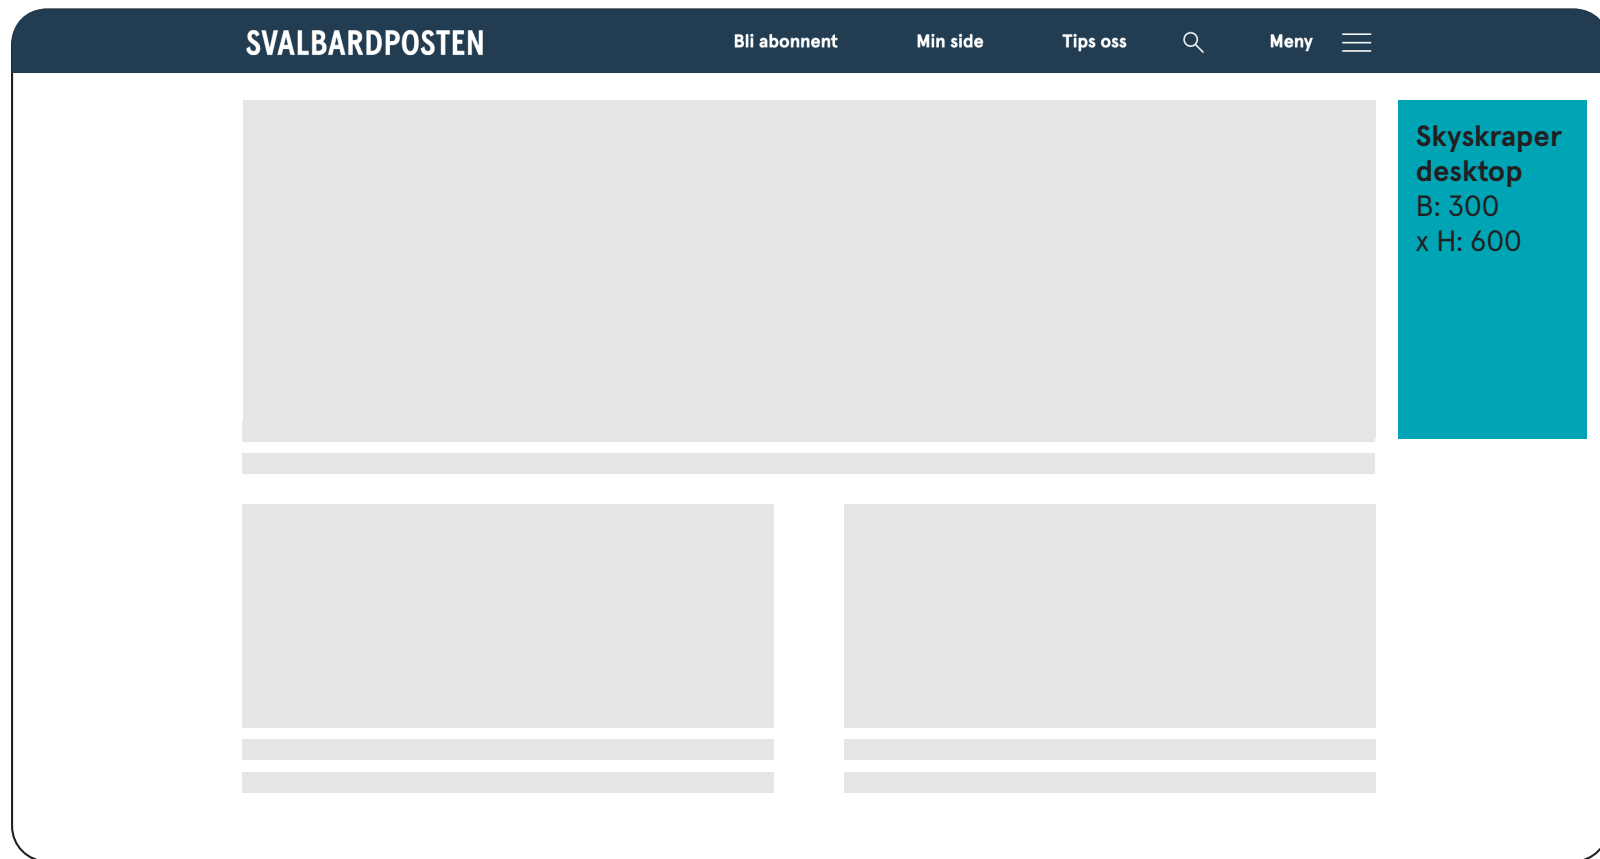 SVALBARDPOSTEN Bli abonnent Min side Tips oss Meny
Skyskraper
desktop
B: 300
x H: 600